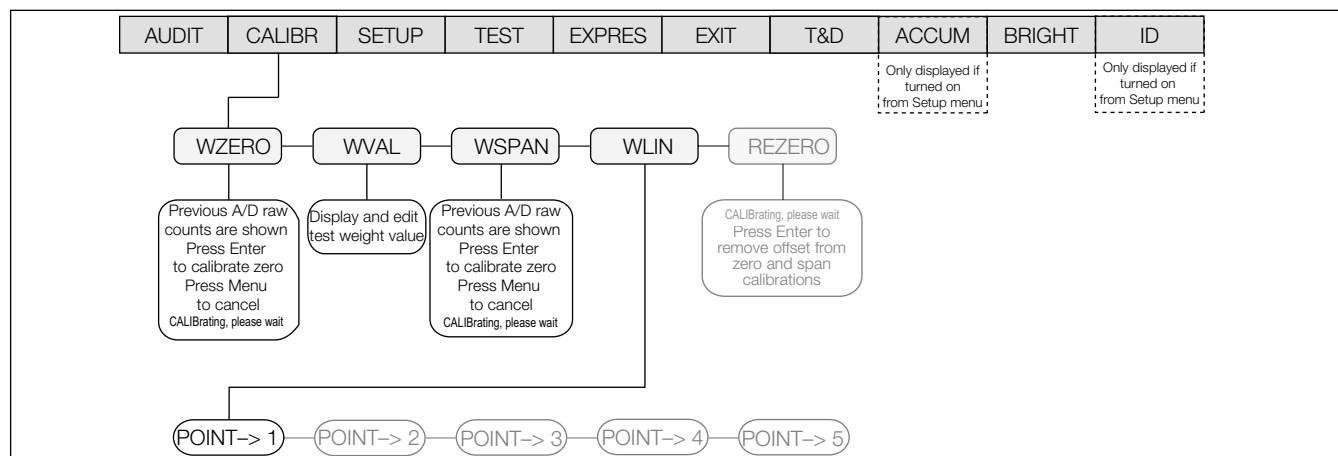 AUDIT CALIBR SETUP TEST EXPRES EXIT T&D ACCUM BRIGHT ID
Only displayed if
turned on
from Setup menu
Only displayed if
turned on
from Setup menu
WZERO WVAL WSPAN WLIN REZERO
Previous A/D raw
counts are shown
Press Enter
to calibrate zero
Press Menu
to cancel
CALIBrating, please wait
Display and edit
test weight value
Previous A/D raw
counts are shown
Press Enter
to calibrate zero
Press Menu
to cancel
CALIBrating, please wait
CALIBrating, please wait
Press Enter to
remove offset from
zero and span
calibrations
POINT–> 1 POINT–> 2 POINT–> 3 POINT–> 4 POINT–> 5